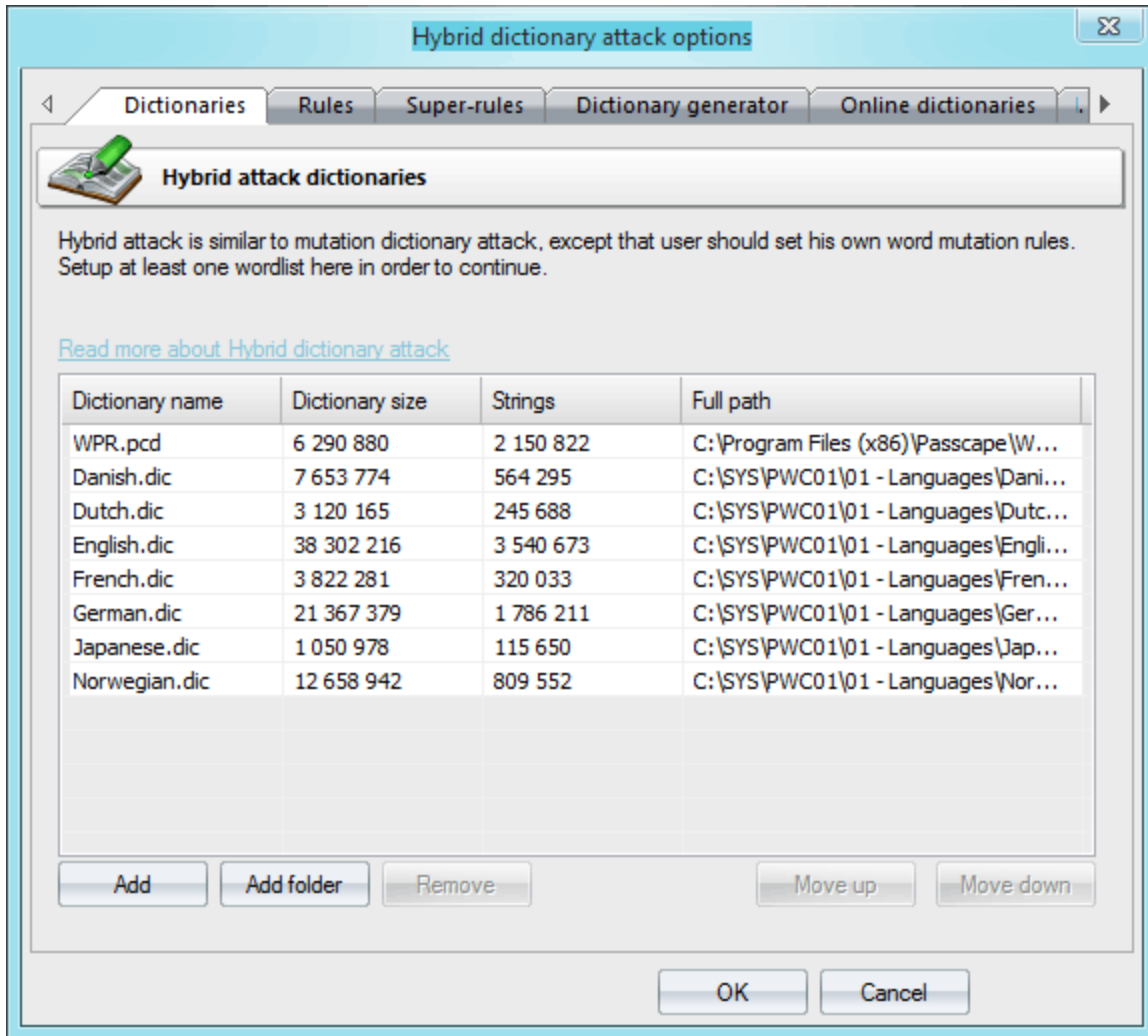 Hybrid dictionary attack options
Dictionaries Rules Super-rules Dictionary generator Online dictionaries
Hybrid attack dictionaries
Hybrid attack is similar to mutation dictionary attack, except that user should set his own word mutation rules.
Setup at least one wordlist here in order to continue.
Read more about Hybrid dictionary attack
Dictionary name Dictionary size Strings Full path
WPR.pcd 6 290 880 2 150 822 C:\Program Files (x86)\Passcape\W...
Danish.dic 7 653 774 564 295 C:\SYS\PWC01\01 - Languages\Dani...
Dutch.dic 3 120 165 245 688 C:\SYS\PWC01\01 - Languages\Dutc...
English.dic 38 302 216 3 540 673 C:\SYS\PWC01\01 - Languages\Engli...
French.dic 3 822 281 320 033 C:\SYS\PWC01\01 - Languages\Fren...
German.dic 21 367 379 1 786 211 C:\SYS\PWC01\01 - Languages\Ger...
Japanese.dic 1 050 978 115 650 C:\SYS\PWC01\01 - Languages\Jap...
Norwegian.dic 12 658 942 809 552 C:\SYS\PWC01\01 - Languages\Nor...
Add Add folder Remove Move up Move down
OK Cancel